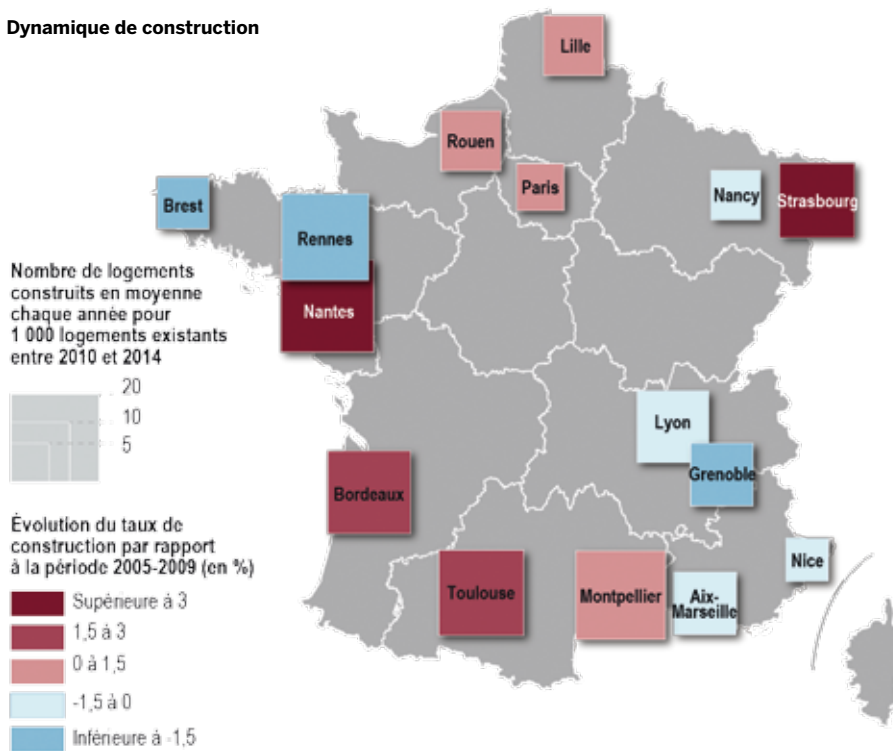 Dynamique de construction
Lille
Rouen
Paris
Nancy
Strasbourg
Brest
Rennes
Nantes
Nombre de logements
construits en moyenne
chaque année pour
1 000 logements existants
entre 2010 et 2014
20
10
5
Lyon
Grenoble
Bordeaux
Nice
Toulouse
Montpellier
Aix-
Marseille
Évolution du taux de
construction par rapport
à la période 2005-2009 (en %)
Supérieure à 3
1,5 à 3
0 à 1,5
-1,5 à 0
Inférieure à -1,5